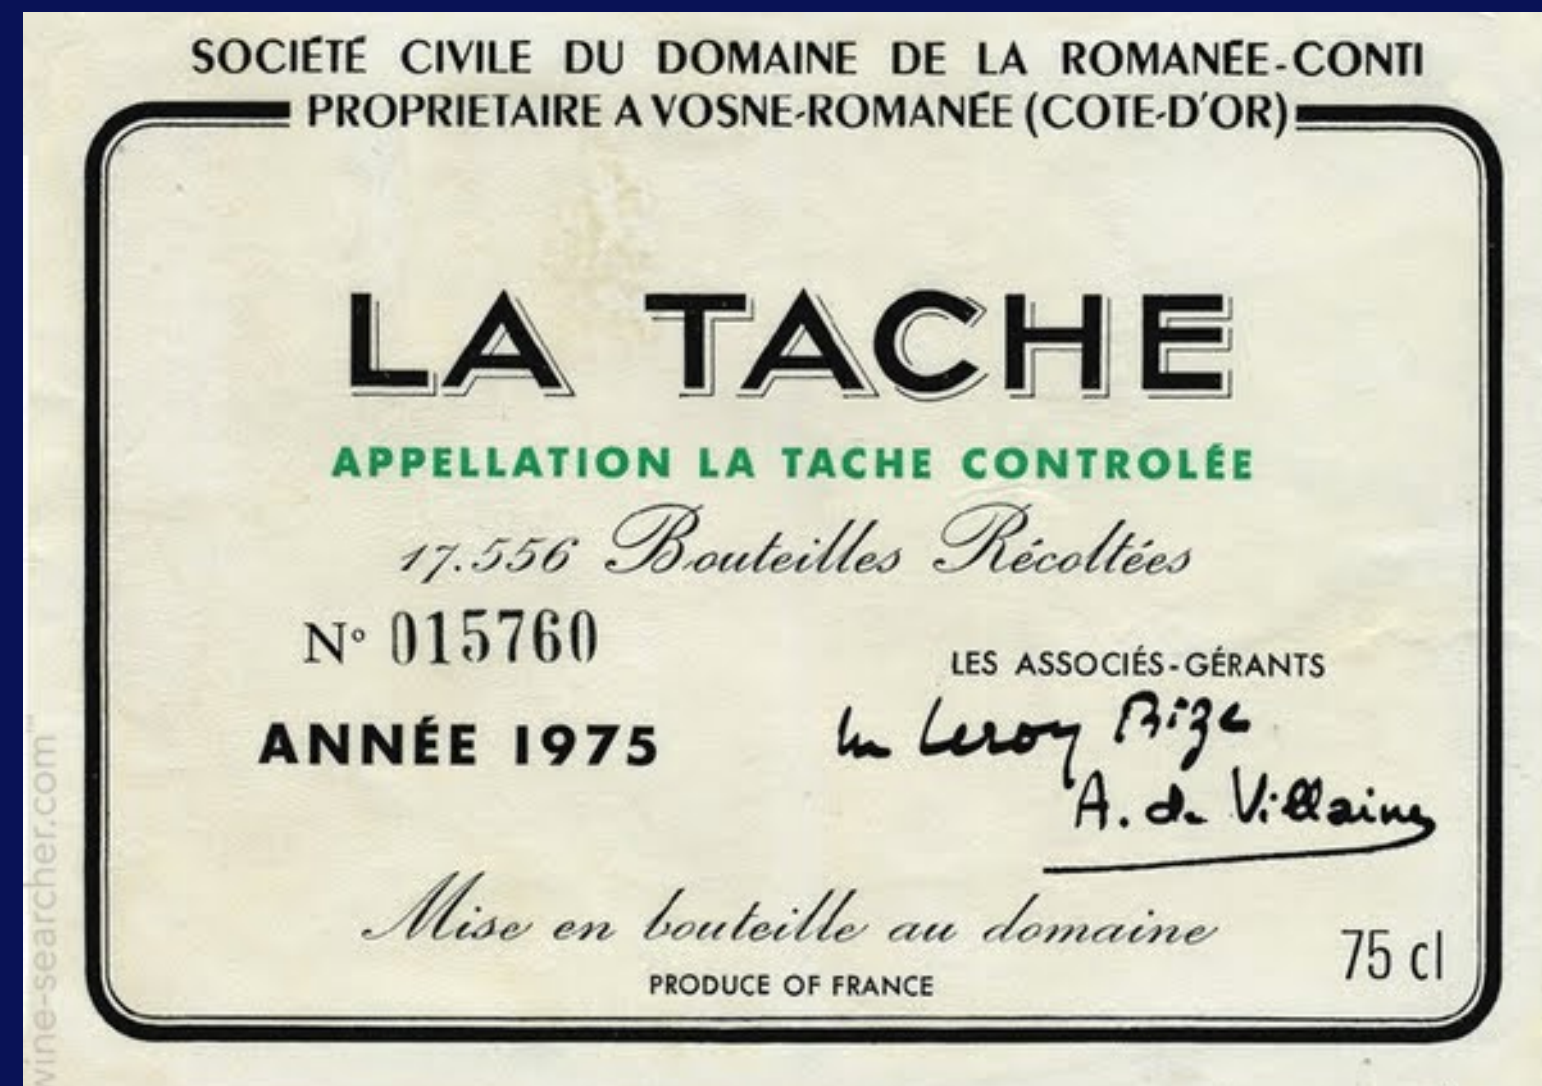 SOCIÉTÉ CIVILE DU DOMAINE DE LA ROMANÉE-CONTI
PROPRIETAIRE A VOSNE-ROMANÉE (COTE-D'OR)
LA TACHE
APPELLATION LA TACHE CONTROLÉE
17.556 Bouteilles Récoltées
Nº 015760
LES ASSOCIÉS-GÉRANTS
ANNÉE 1975
Leroy Bize
A. de Villaine
Mise en bouteille au domaine
75 cl
PRODUCE OF FRANCE
wine-searcher.com™